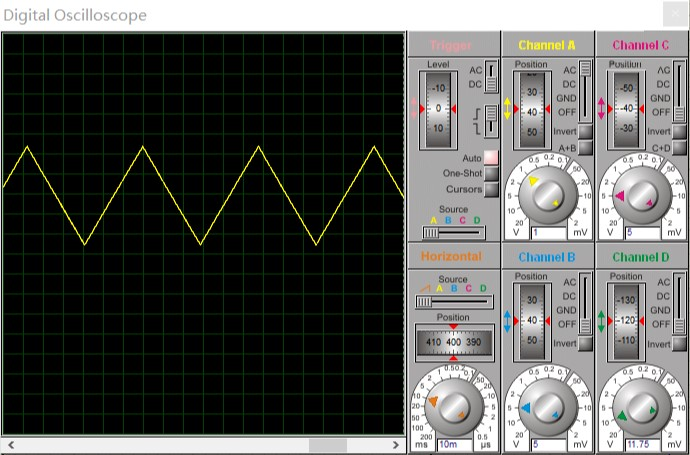 Digital Oscilloscope
Trigger
Level
AC
DC
-10
0
10
Auto
One-Shot
Cursors
Source
A B C D
Channel A
Position
AC
DC
GND
OFF
30
40
50
Invert
A+B
2 1 0.5 0.2 0.1
5 50
10 20
20 10
5
2
V 1 mV
Channel C
Position
AC
DC
GND
OFF
-50
-40
-30
Invert
C+D
2 1 0.5 0.2 0.1
5 50
10 20
20 10
5
2
V 5 mV
Horizontal
Source
A B C D
Position
410 400 390
200
100
50
20
10
5
2
1
0.5
0.2
0.1
50
20
10
5
2
1
0.5
ms 10m µs
Channel B
Position
AC
DC
GND
OFF
30
40
50
Invert
2 1 0.5 0.2 0.1
5 50
10 20
20 10
5
2
V 5 mV
Channel D
Position
AC
DC
GND
OFF
-130
-120
-110
Invert
2 1 0.5 0.2 0.1
5 50
10 20
20 10
5
2
V 11.75 mV